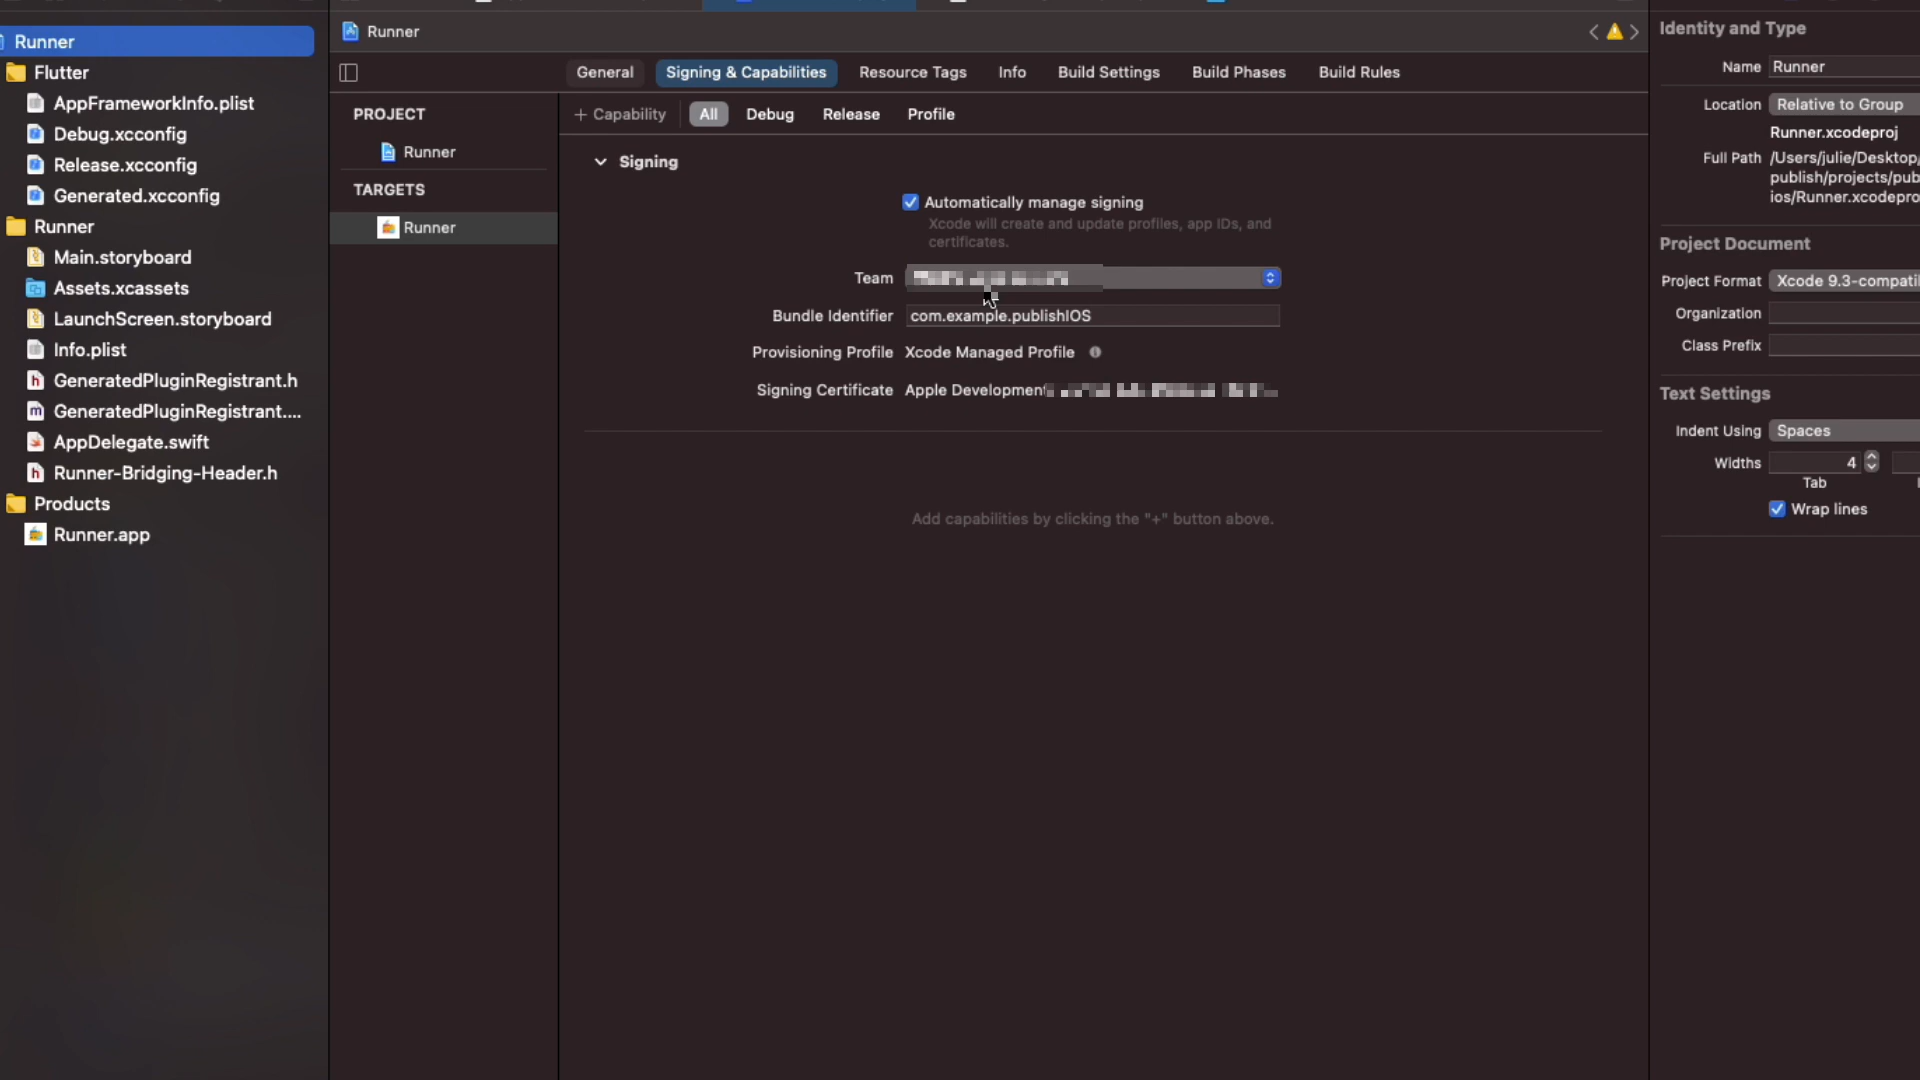 Runner
Flutter
AppFrameworkInfo.plist
Debug.xcconfig
Release.xcconfig
Generated.xcconfig
Runner
Main.storyboard
Assets.xcassets
LaunchScreen.storyboard
Info.plist
GeneratedPluginRegistrant.h
GeneratedPluginRegistrant....
AppDelegate.swift
Runner-Bridging-Header.h
Products
Runner.app
Runner
General Signing & Capabilities Resource Tags Info Build Settings Build Phases Build Rules
PROJECT
Runner
TARGETS
Runner
+ Capability All Debug Release Profile
Signing
Automatically manage signing
Xcode will create and update profiles, app IDs, and
certificates.
Team
Bundle Identifier com.example.publishIOS
Provisioning Profile Xcode Managed Profile
Signing Certificate Apple Development
Add capabilities by clicking the "+" button above.
Identity and Type
Name Runner
Location Relative to Group
Runner.xcodeproj
Full Path /Users/julie/Desktop/
publish/projects/pub
ios/Runner.xcodepro
Project Document
Project Format Xcode 9.3-compati
Organization
Class Prefix
Text Settings
Indent Using Spaces
Widths 4
Tab
Wrap lines